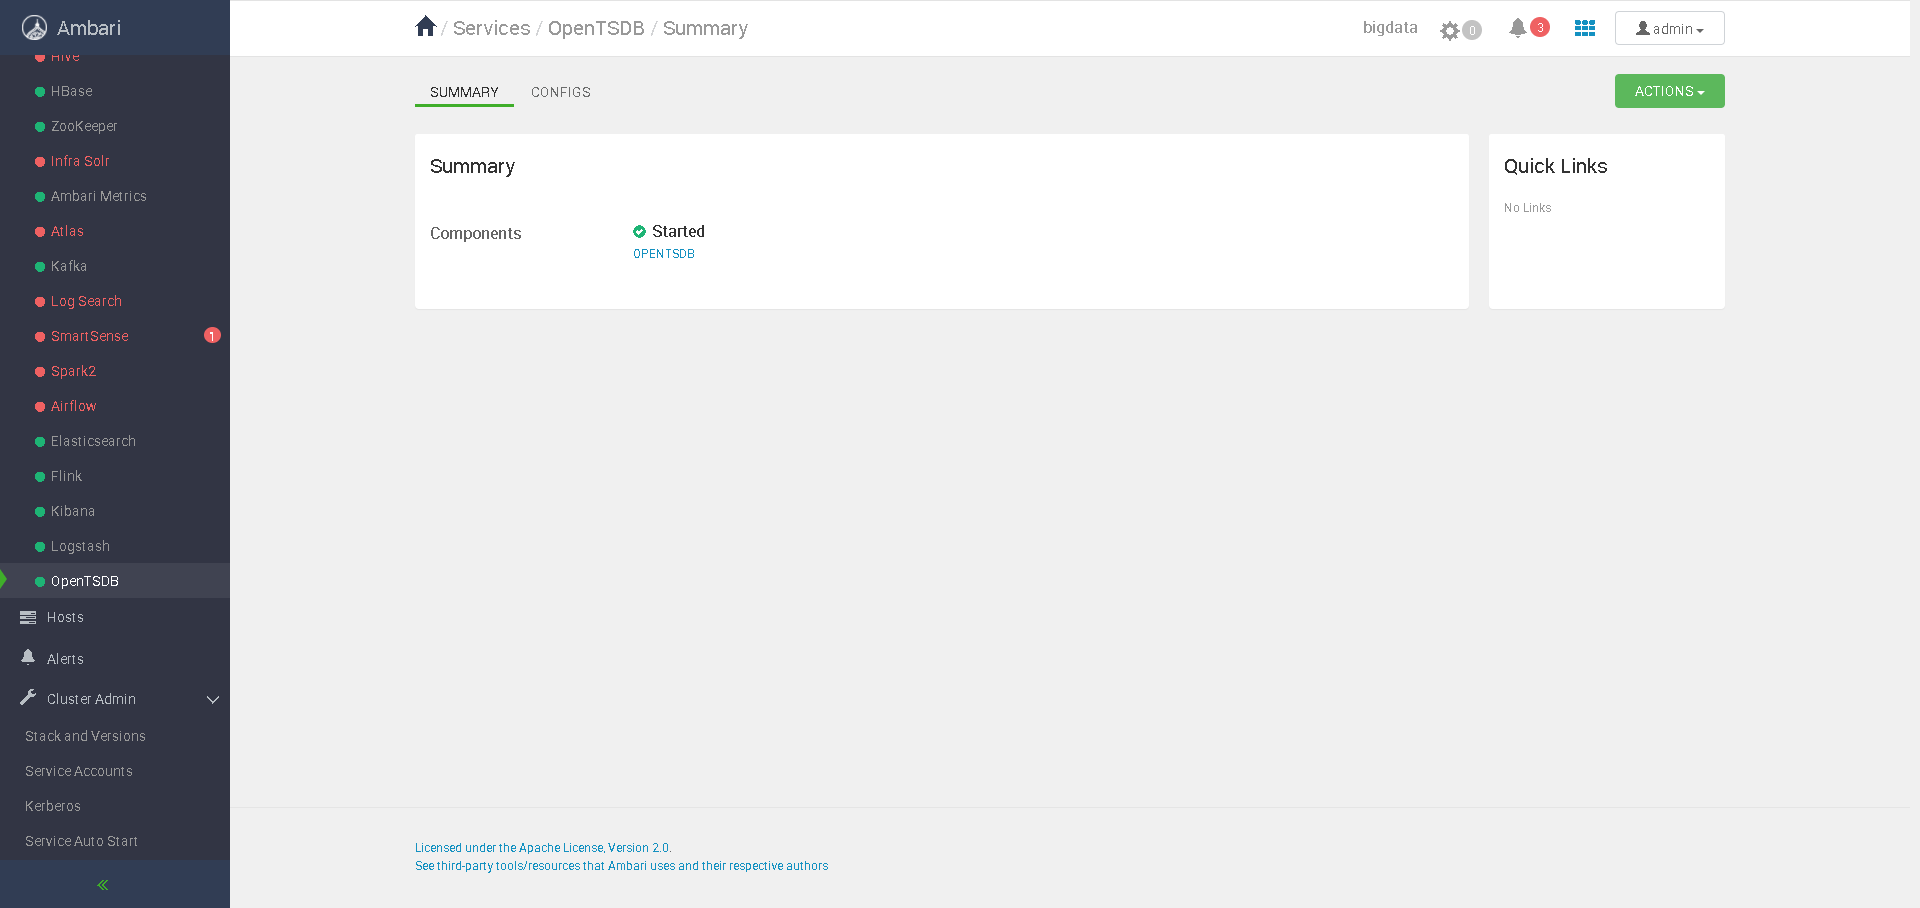 Ambari
Hive
HBase
ZooKeeper
Infra Solr
Ambari Metrics
Atlas
Kafka
Log Search
SmartSense 1
Spark2
Airflow
Elasticsearch
Flink
Kibana
Logstash
OpenTSDB
Hosts
Alerts
Cluster Admin
Stack and Versions
Service Accounts
Kerberos
Service Auto Start
/ Services / OpenTSDB / Summary
bigdata 0 3 admin
SUMMARY CONFIGS
ACTIONS
Summary
Components
Started
OPENTSDB
Quick Links
No Links
Licensed under the Apache License, Version 2.0.
See third-party tools/resources that Ambari uses and their respective authors